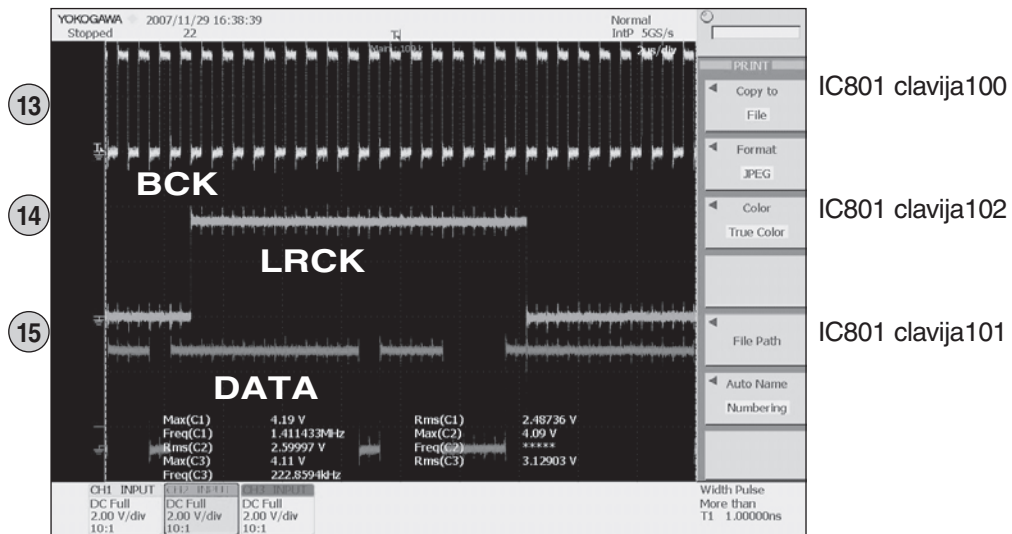 YOKOGAWA 2007/11/29 16:38:39
Normal
Stopped 22
IntP 5GS/s
2us/div
PRINT
Copy to
File
IC801 clavija100
13
Format
JPEG
BCK
14
Color
True Color
IC801 clavija102
LRCK
15
File Path
IC801 clavija101
DATA
Auto Name
Numbering
Max(C1) 4.19 V Rms(C1) 2.48736 V
Freq(C1) 1.411433MHz Max(C2) 4.09 V
Rms(C2) 2.59997 V Freq(C2) *****
Max(C3) 4.11 V Rms(C3) 3.12903 V
Freq(C3) 222.8594kHz
CH1 INPUT CH2 INPUT CH3 INPUT
DC Full DC Full DC Full
2.00 V/div 2.00 V/div 2.00 V/div
10:1 10:1 10:1
Width Pulse
More than
T1 1.00000ns